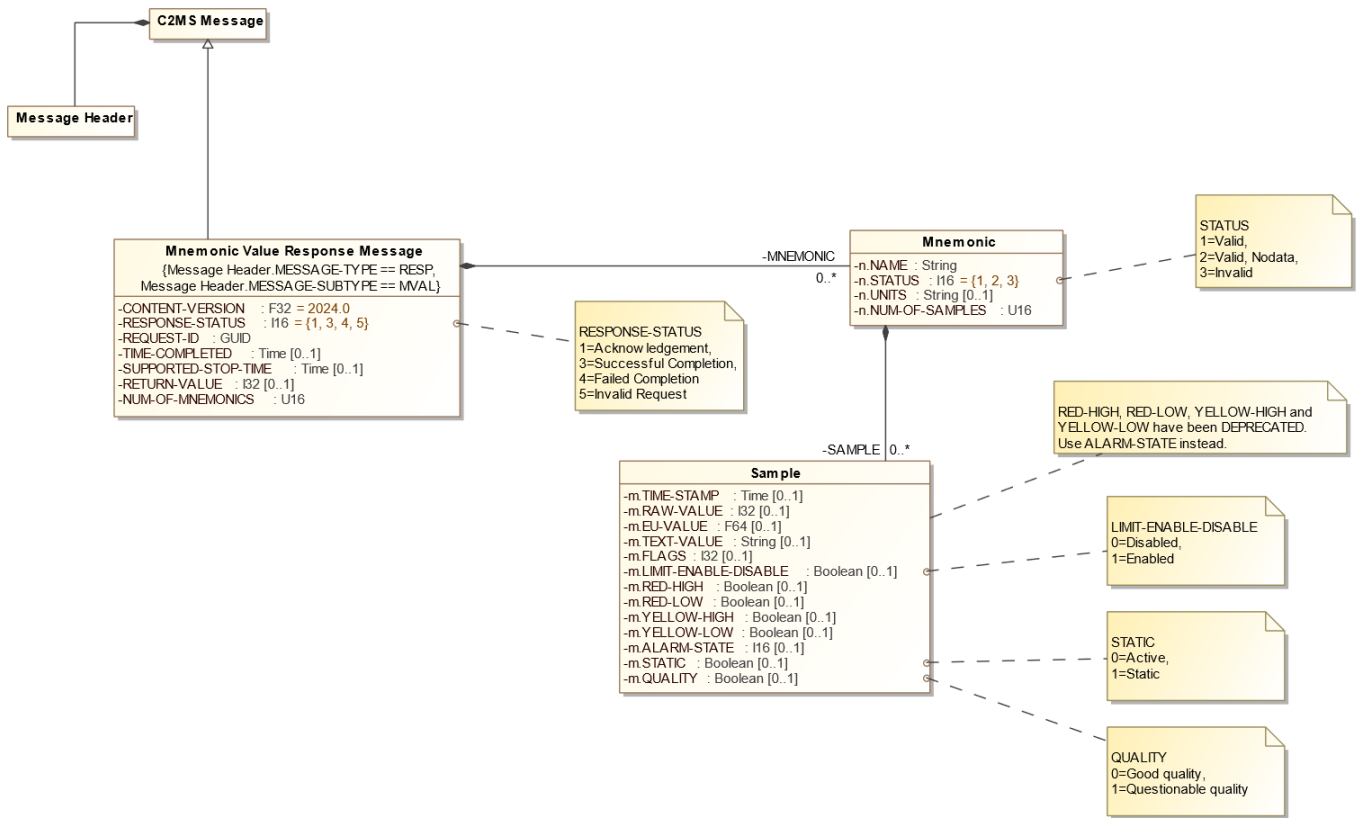 C2MS Message
Message Header
Mnemonic Value Response Message
{Message Header.MESSAGE-TYPE == RESP,
Message Header.MESSAGE-SUBTYPE == MVAL}
-CONTENT-VERSION : F32 = 2024.0
-RESPONSE-STATUS : I16 = {1, 3, 4, 5}
-REQUEST-ID : GUID
-TIME-COMPLETED : Time [0..1]
-SUPPORTED-STOP-TIME : Time [0..1]
-RETURN-VALUE : I32 [0..1]
-NUM-OF-MNEMONICS : U16
RESPONSE-STATUS
1=Acknowledgement,
3=Successful Completion,
4=Failed Completion
5=Invalid Request
-MNEMONIC
0..*
Mnemonic
-n.NAME : String
-n.STATUS : I16 = {1, 2, 3}
-n.UNITS : String [0..1]
-n.NUM-OF-SAMPLES : U16
STATUS
1=Valid,
2=Valid, Nodata,
3=Invalid
-SAMPLE 0..*
Sample
-m.TIME-STAMP : Time [0..1]
-m.RAW-VALUE : I32 [0..1]
-m.EU-VALUE : F64 [0..1]
-m.TEXT-VALUE : String [0..1]
-m.FLAGS : I32 [0..1]
-m.LIMIT-ENABLE-DISABLE : Boolean [0..1]
-m.RED-HIGH : Boolean [0..1]
-m.RED-LOW : Boolean [0..1]
-m.YELLOW-HIGH : Boolean [0..1]
-m.YELLOW-LOW : Boolean [0..1]
-m.ALARM-STATE : I16 [0..1]
-m.STATIC : Boolean [0..1]
-m.QUALITY : Boolean [0..1]
RED-HIGH, RED-LOW, YELLOW-HIGH and
YELLOW-LOW have been DEPRECATED.
Use ALARM-STATE instead.
LIMIT-ENABLE-DISABLE
0=Disabled,
1=Enabled
STATIC
0=Active,
1=Static
QUALITY
0=Good quality,
1=Questionable quality